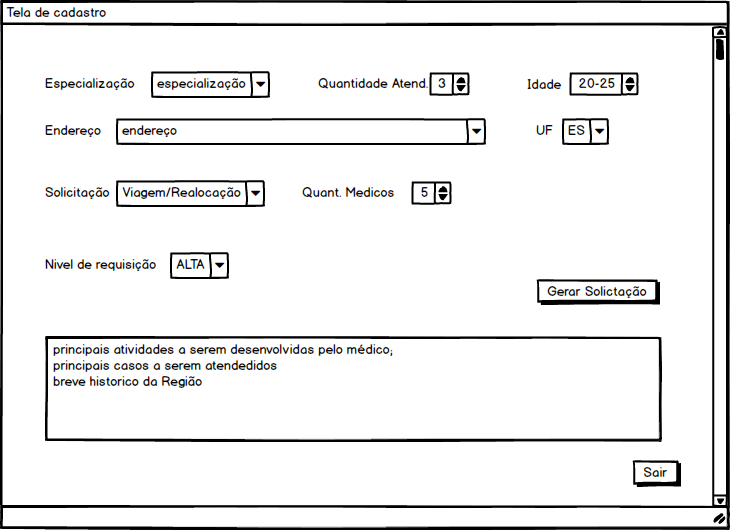 Tela de cadastro
Especialização especialização Quantidade Atend. 3 Idade 20-25
Endereço endereço UF ES
Solicitação Viagem/Realocação Quant. Medicos 5
Nivel de requisição ALTA
Gerar Solictação
principais atividades a serem desenvolvidas pelo médico;
principais casos a serem atendedidos
breve historico da Região
Sair